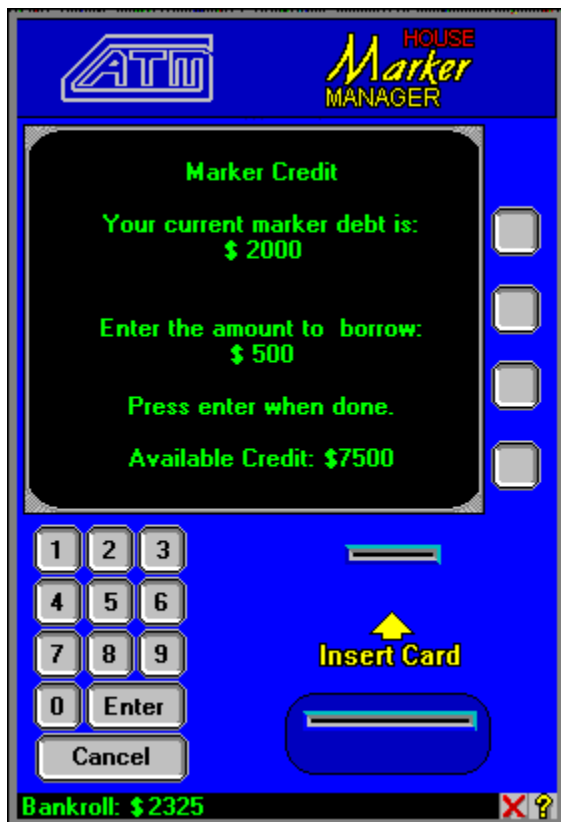 ATM
HOUSE
Marker
MANAGER
Marker Credit
Your current marker debt is:
$ 2000
Enter the amount to borrow:
$ 500
Press enter when done.
Available Credit: $7500
1 2 3
4 5 6
7 8 9
0 Enter
Cancel
Insert Card
Bankroll: $ 2325
?